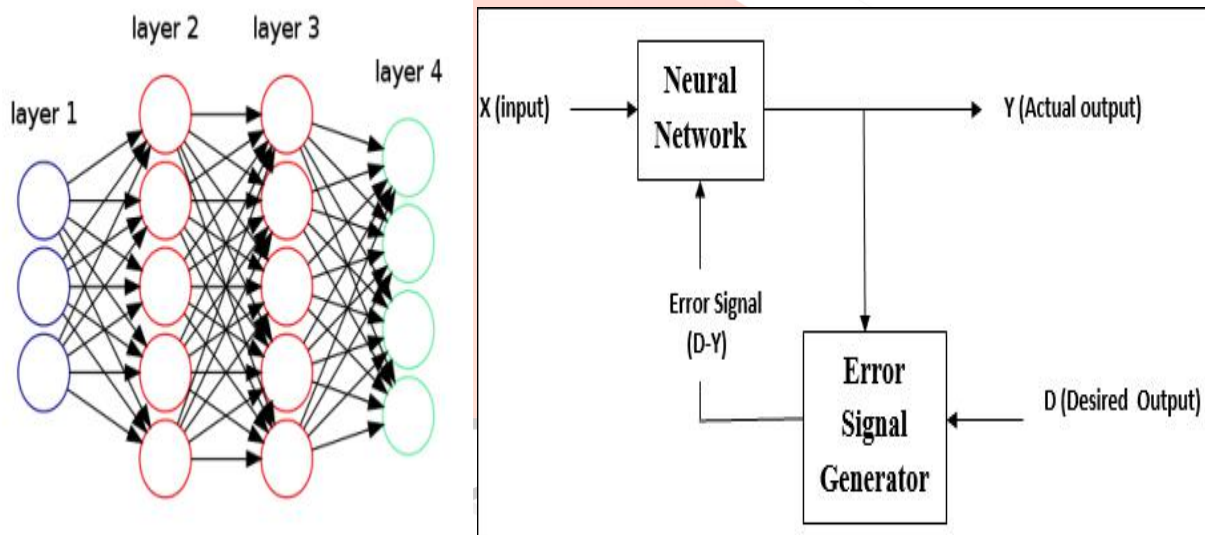 layer 1
layer 2
layer 3
layer 4
X (input)
Neural
Network
Y (Actual output)
Error Signal
(D-Y)
Error
Signal
Generator
D (Desired Output)